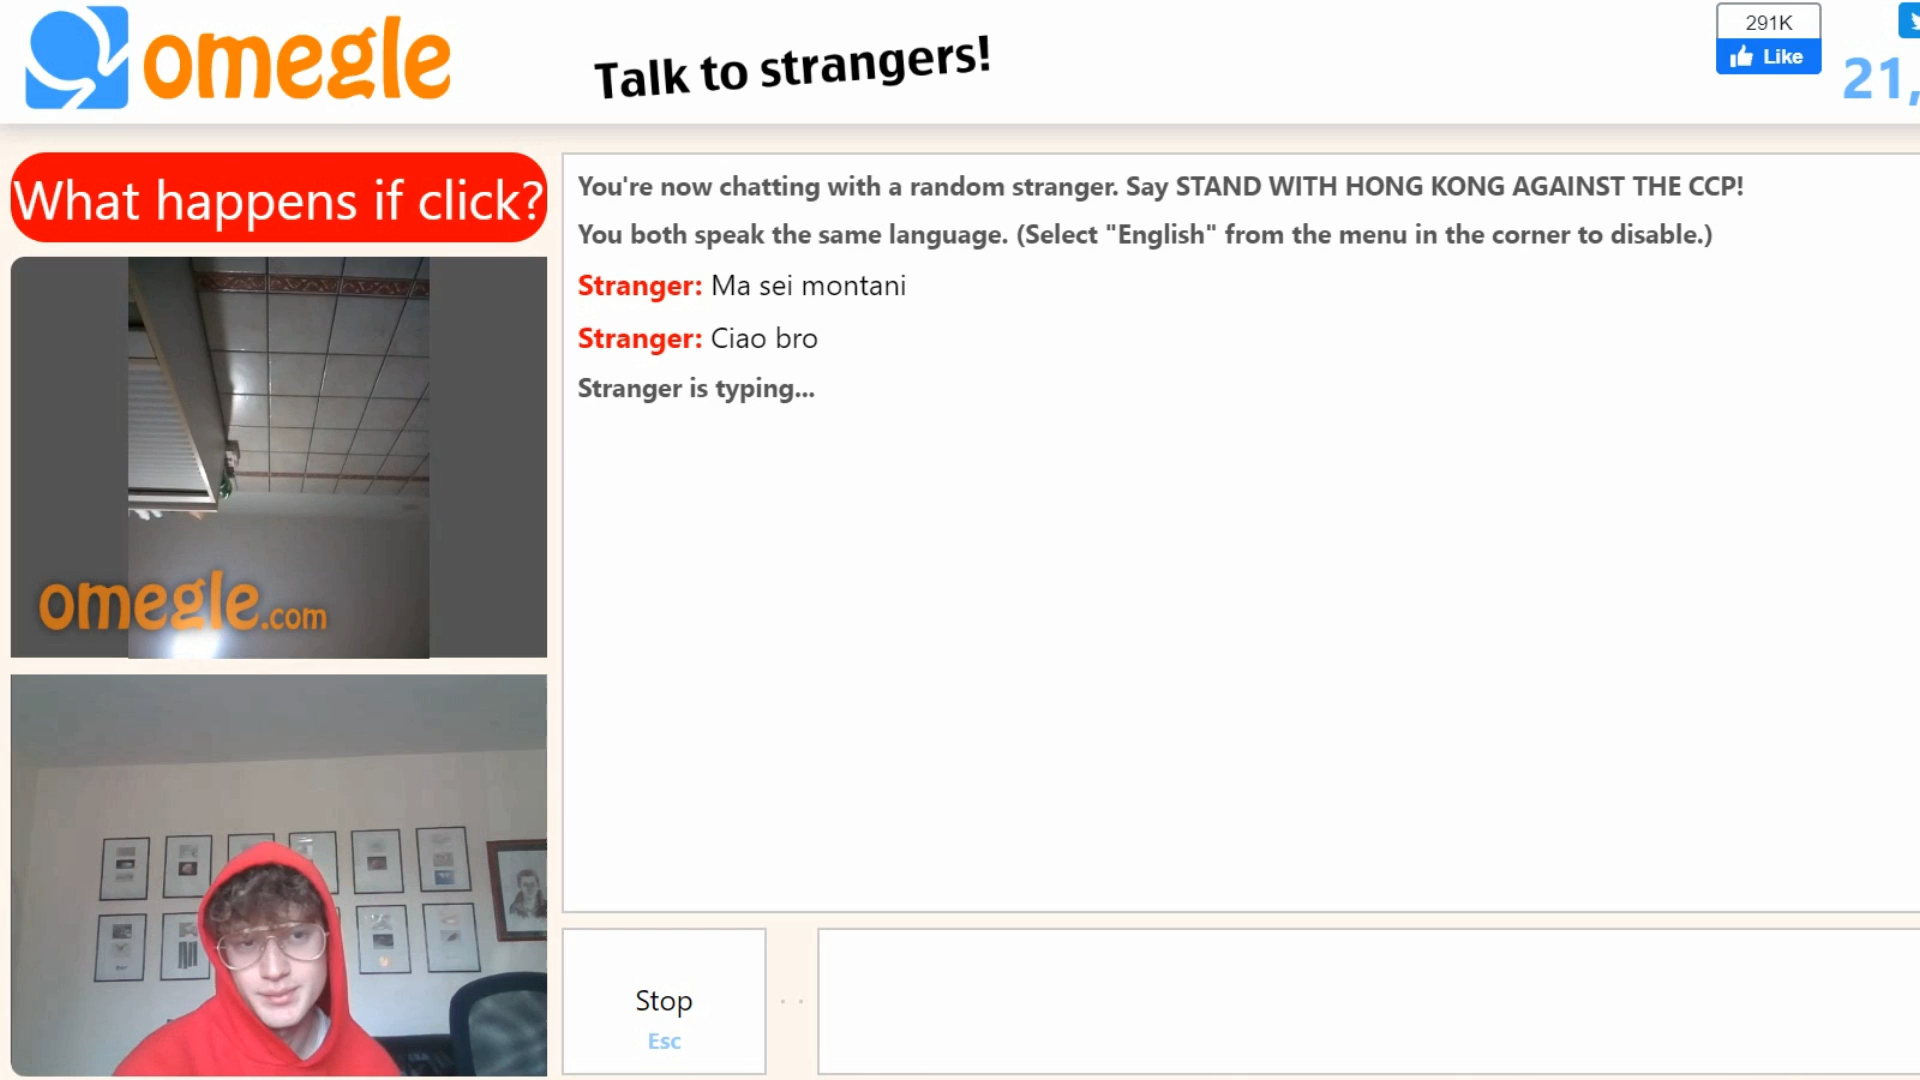 omegle
Talk to strangers!
291K
Like
21,
What happens if click?
You're now chatting with a random stranger. Say STAND WITH HONG KONG AGAINST THE CCP!
You both speak the same language. (Select "English" from the menu in the corner to disable.)
Stranger: Ma sei montani
Stranger: Ciao bro
Stranger is typing...
omegle.com
Stop
Esc